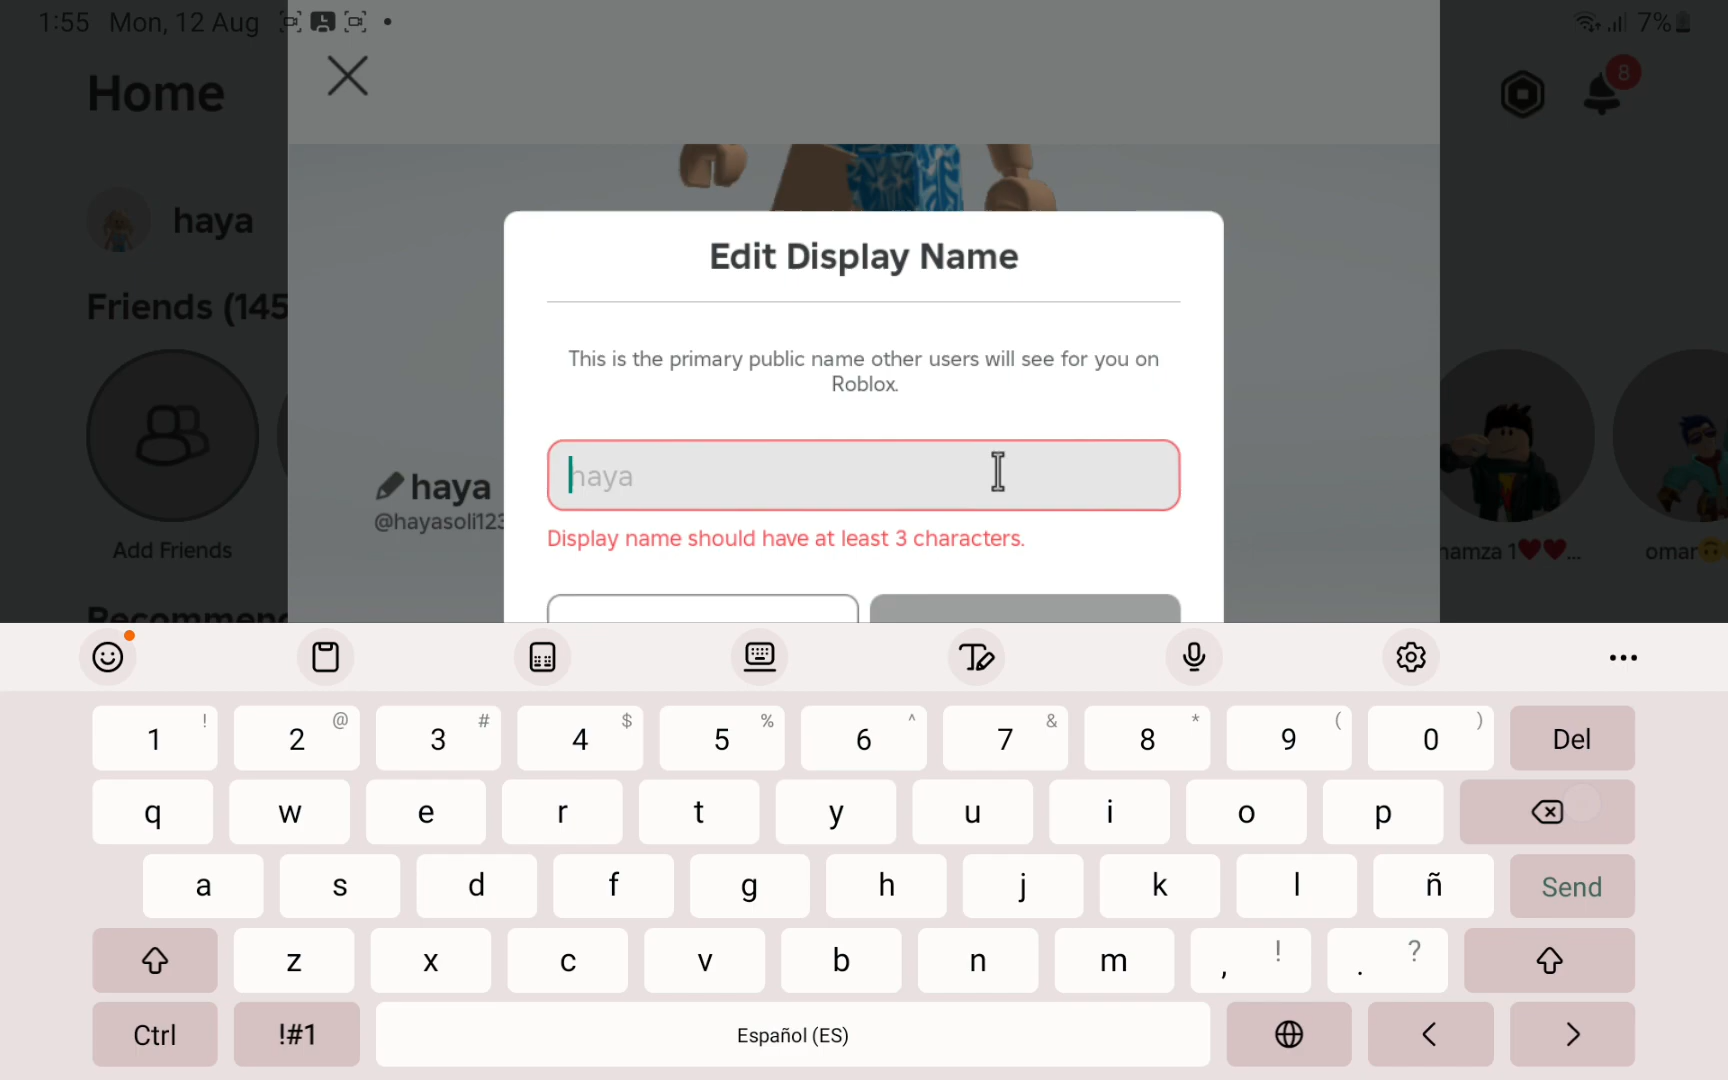 1:55 Mon, 12 Aug
7%
Home
8
haya
Friends (145
haya
@hayasoli123
Add Friends
hamza 1♥♥...
omar🙃
Recommend
Edit Display Name
This is the primary public name other users will see for you on
Roblox.
haya
Display name should have at least 3 characters.
1 ! 2 @ 3 # 4 $ 5 % 6 ^ 7 & 8 * 9 ( 0 ) Del
q w e r t y u i o p
a s d f g h j k l ñ Send
z x c v b n m , ! . ?
Ctrl !#1 Español (ES) < >